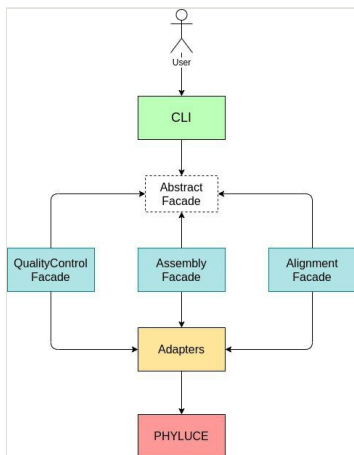 User
CLI
Abstract
Facade
QualityControl
Facade
Assembly
Facade
Alignment
Facade
Adapters
PHYLUCE